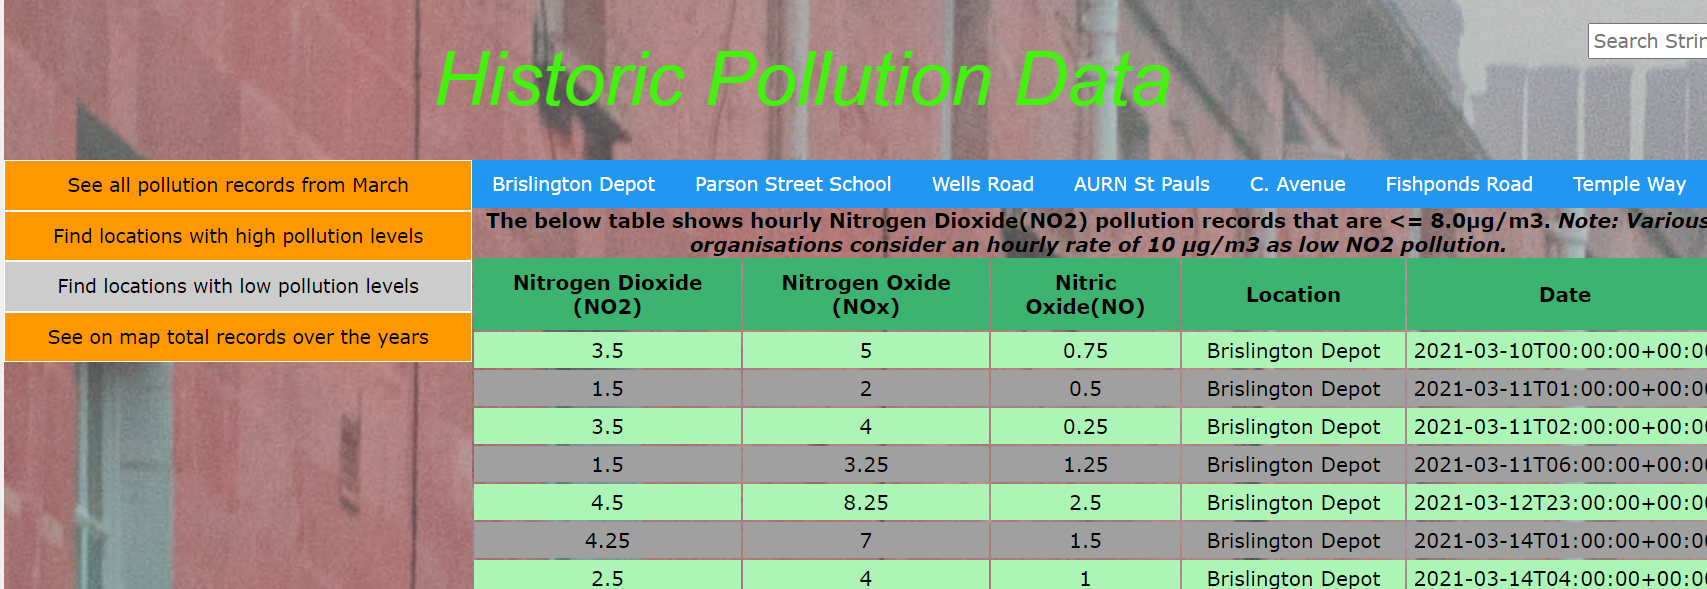 Historic Pollution Data
Search Strin
See all pollution records from March
Find locations with high pollution levels
Find locations with low pollution levels
See on map total records over the years
Brislington Depot Parson Street School Wells Road AURN St Pauls C. Avenue Fishponds Road Temple Way
The below table shows hourly Nitrogen Dioxide(NO2) pollution records that are <= 8.0µg/m3. Note: Various
organisations consider an hourly rate of 10 µg/m3 as low NO2 pollution.
Nitrogen Dioxide (NO2) Nitrogen Oxide (NOx) Nitric Oxide(NO) Location Date
3.5 5 0.75 Brislington Depot 2021-03-10T00:00:00+00:00
1.5 2 0.5 Brislington Depot 2021-03-11T01:00:00+00:00
3.5 4 0.25 Brislington Depot 2021-03-11T02:00:00+00:00
1.5 3.25 1.25 Brislington Depot 2021-03-11T06:00:00+00:00
4.5 8.25 2.5 Brislington Depot 2021-03-12T23:00:00+00:00
4.25 7 1.5 Brislington Depot 2021-03-14T01:00:00+00:00
2.5 4 1 Brislington Depot 2021-03-14T04:00:00+00:00